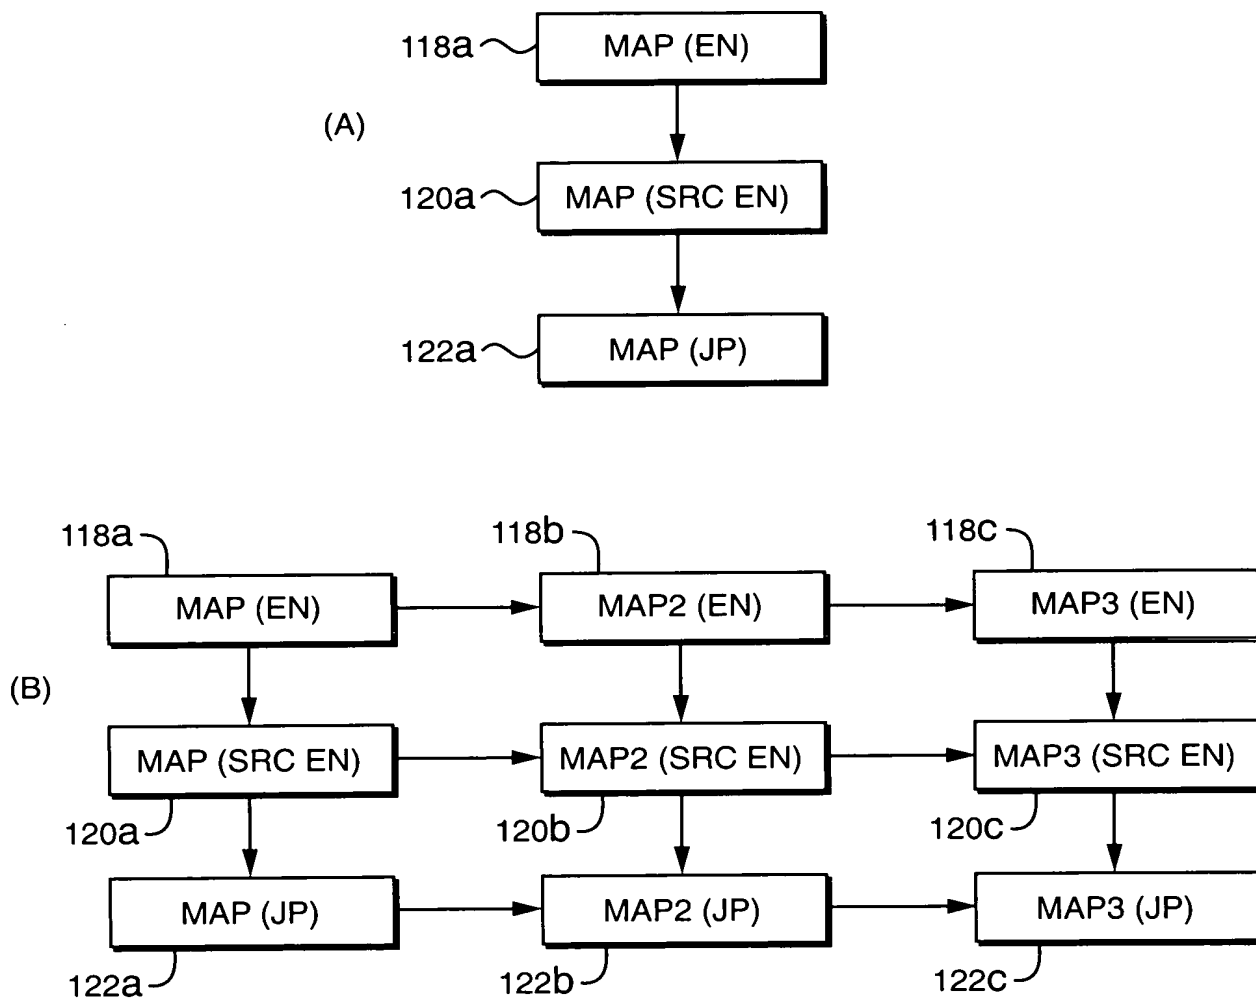 118a MAP (EN)
(A)
120a MAP (SRC EN)
122a MAP (JP)
118a 118b 118c
MAP (EN) MAP2 (EN) MAP3 (EN)
(B)
MAP (SRC EN) MAP2 (SRC EN) MAP3 (SRC EN)
120a 120b 120c
MAP (JP) MAP2 (JP) MAP3 (JP)
122a 122b 122c